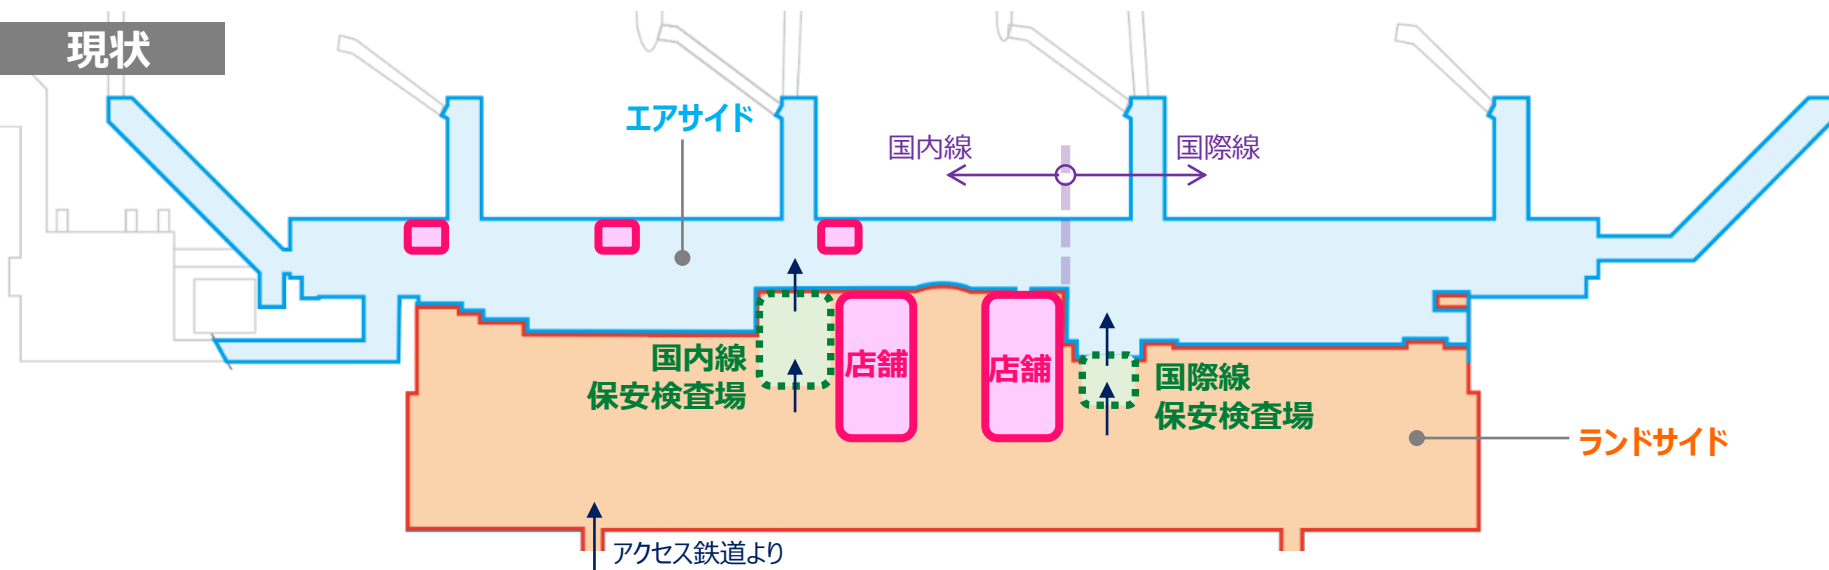 現状
エアサイド
国内線
国際線
国内線
保安検査場
店舗
店舗
国際線
保安検査場
ランドサイド
アクセス鉄道より